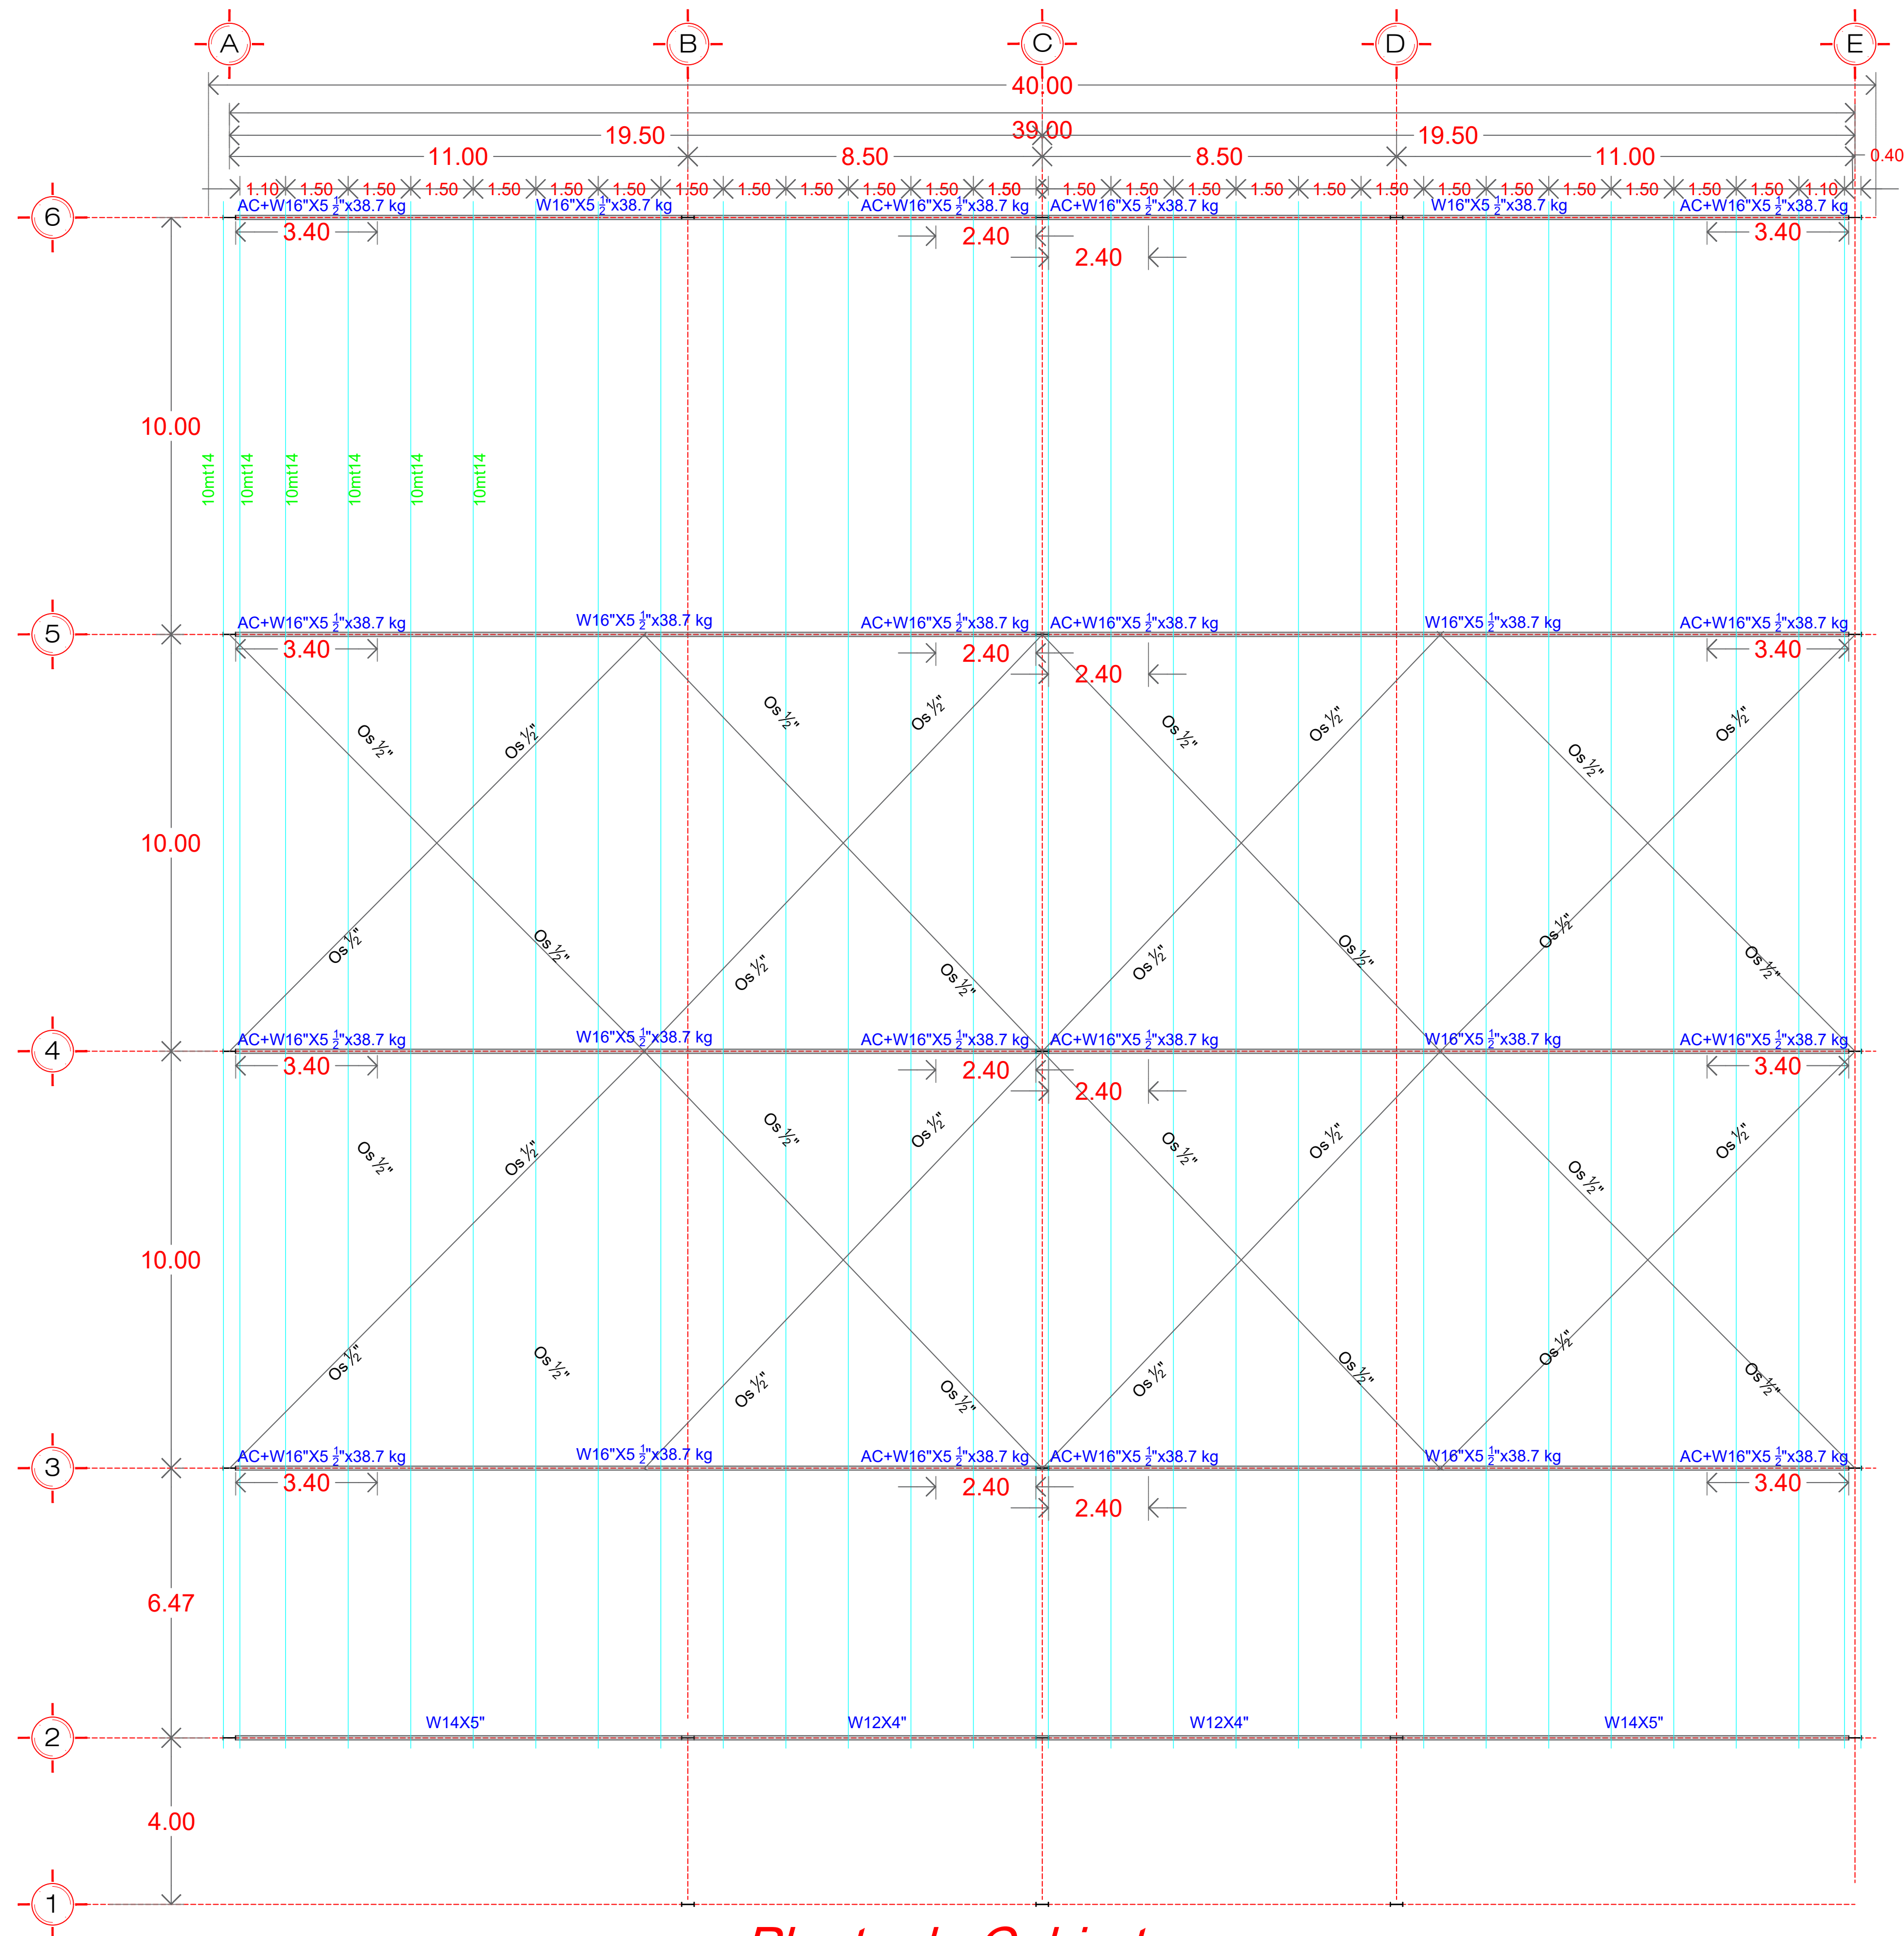 A B C D E
40.00
39.00
19.50 19.50
11.00 8.50 8.50 11.00 0.40
1.10 1.50 1.50 1.50 1.50 1.50 1.50 1.50 1.50 1.50 1.50 1.50 1.50 1.50 1.50 1.50 1.50 1.50 1.50 1.50 1.50 1.50 1.50 1.50 1.10
6 AC+W16"X5 ½"x38.7 kg W16"X5 ½"x38.7 kg AC+W16"X5 ½"x38.7 kg AC+W16"X5 ½"x38.7 kg W16"X5 ½"x38.7 kg AC+W16"X5 ½"x38.7 kg
3.40 2.40 3.40
2.40
10.00
10mt14 10mt14 10mt14 10mt14 10mt14 10mt14
5 AC+W16"X5 ½"x38.7 kg W16"X5 ½"x38.7 kg AC+W16"X5 ½"x38.7 kg AC+W16"X5 ½"x38.7 kg W16"X5 ½"x38.7 kg AC+W16"X5 ½"x38.7 kg
3.40 2.40 3.40
2.40
Os ½" Os ½" Os ½" Os ½" Os ½" Os ½" Os ½" Os ½"
10.00
Os ½" Os ½" Os ½" Os ½" Os ½" Os ½" Os ½" Os ½"
4 AC+W16"X5 ½"x38.7 kg W16"X5 ½"x38.7 kg AC+W16"X5 ½"x38.7 kg AC+W16"X5 ½"x38.7 kg W16"X5 ½"x38.7 kg AC+W16"X5 ½"x38.7 kg
3.40 2.40 3.40
2.40
Os ½" Os ½" Os ½" Os ½" Os ½" Os ½" Os ½" Os ½"
10.00
Os ½" Os ½" Os ½" Os ½" Os ½" Os ½" Os ½" Os ½"
3 AC+W16"X5 ½"x38.7 kg W16"X5 ½"x38.7 kg AC+W16"X5 ½"x38.7 kg AC+W16"X5 ½"x38.7 kg W16"X5 ½"x38.7 kg AC+W16"X5 ½"x38.7 kg
3.40 2.40 3.40
2.40
6.47
2 W14X5" W12X4" W12X4" W14X5"
4.00
1